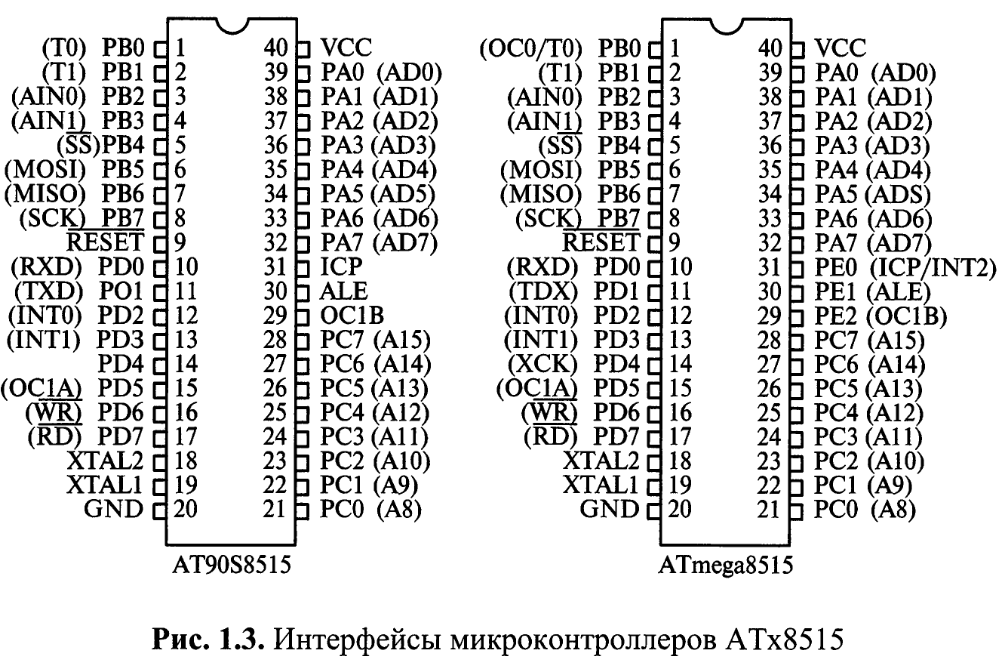 (T0) PB0 1 40 VCC (OC0/T0) PB0 1 40 VCC
(T1) PB1 2 39 PA0 (AD0) (T1) PB1 2 39 PA0 (AD0)
(AIN0) PB2 3 38 PA1 (AD1) (AIN0) PB2 3 38 PA1 (AD1)
(AIN1) PB3 4 37 PA2 (AD2) (AIN1) PB3 4 37 PA2 (AD2)
(SS)PB4 5 36 PA3 (AD3) (SS) PB4 5 36 PA3 (AD3)
(MOSI) PB5 6 35 PA4 (AD4) (MOSI) PB5 6 35 PA4 (AD4)
(MISO) PB6 7 34 PA5 (AD5) (MISO) PB6 7 34 PA5 (ADS)
(SCK) PB7 8 33 PA6 (AD6) (SCK) PB7 8 33 PA6 (AD6)
RESET 9 32 PA7 (AD7) RESET 9 32 PA7 (AD7)
(RXD) PD0 10 31 ICP (RXD) PD0 10 31 PE0 (ICP/INT2)
(TXD) PO1 11 30 ALE (TDX) PD1 11 30 PE1 (ALE)
(INT0) PD2 12 29 OC1B (INT0) PD2 12 29 PE2 (OC1B)
(INT1) PD3 13 28 PC7 (A15) (INT1) PD3 13 28 PC7 (A15)
PD4 14 27 PC6 (A14) (XCK) PD4 14 27 PC6 (A14)
(OC1A) PD5 15 26 PC5 (A13) (OC1A) PD5 15 26 PC5 (A13)
(WR) PD6 16 25 PC4 (A12) (WR) PD6 16 25 PC4 (A12)
(RD) PD7 17 24 PC3 (A11) (RD) PD7 17 24 PC3 (A11)
XTAL2 18 23 PC2 (A10) XTAL2 18 23 PC2 (A10)
XTAL1 19 22 PC1 (A9) XTAL1 19 22 PC1 (A9)
GND 20 21 PC0 (A8) GND 20 21 PC0 (A8)
AT90S8515 ATmega8515
Рис. 1.3. Интерфейсы микроконтроллеров ATx8515